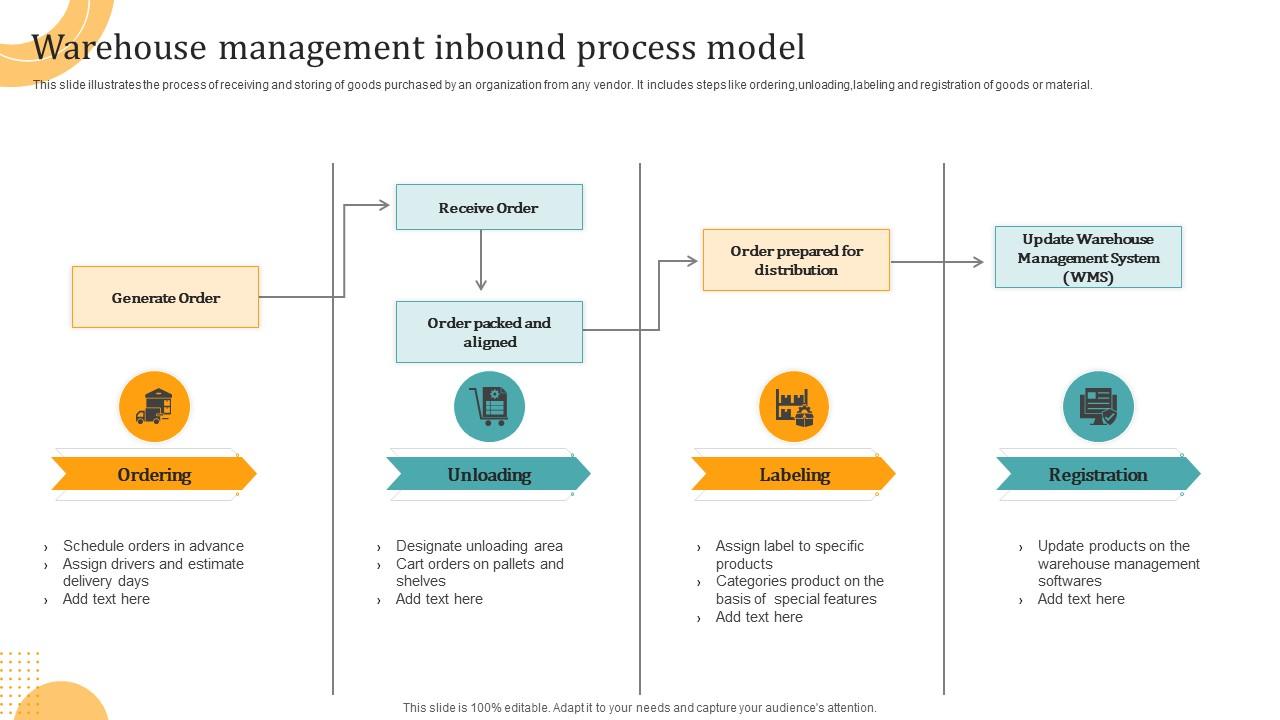 Warehouse management inbound process model
This slide illustrates the process of receiving and storing of goods purchased by an organization from any vendor. It includes steps like ordering,unloading,labeling and registration of goods or material.
Generate Order
Receive Order
Order packed and
aligned
Order prepared for
distribution
Update Warehouse
Management System
(WMS)
Ordering
› Schedule orders in advance
› Assign drivers and estimate
delivery days
› Add text here
Unloading
› Designate unloading area
› Cart orders on pallets and
shelves
› Add text here
Labeling
› Assign label to specific
products
› Categories product on the
basis of special features
› Add text here
Registration
› Update products on the
warehouse management
softwares
› Add text here
This slide is 100% editable. Adapt it to your needs and capture your audience's attention.